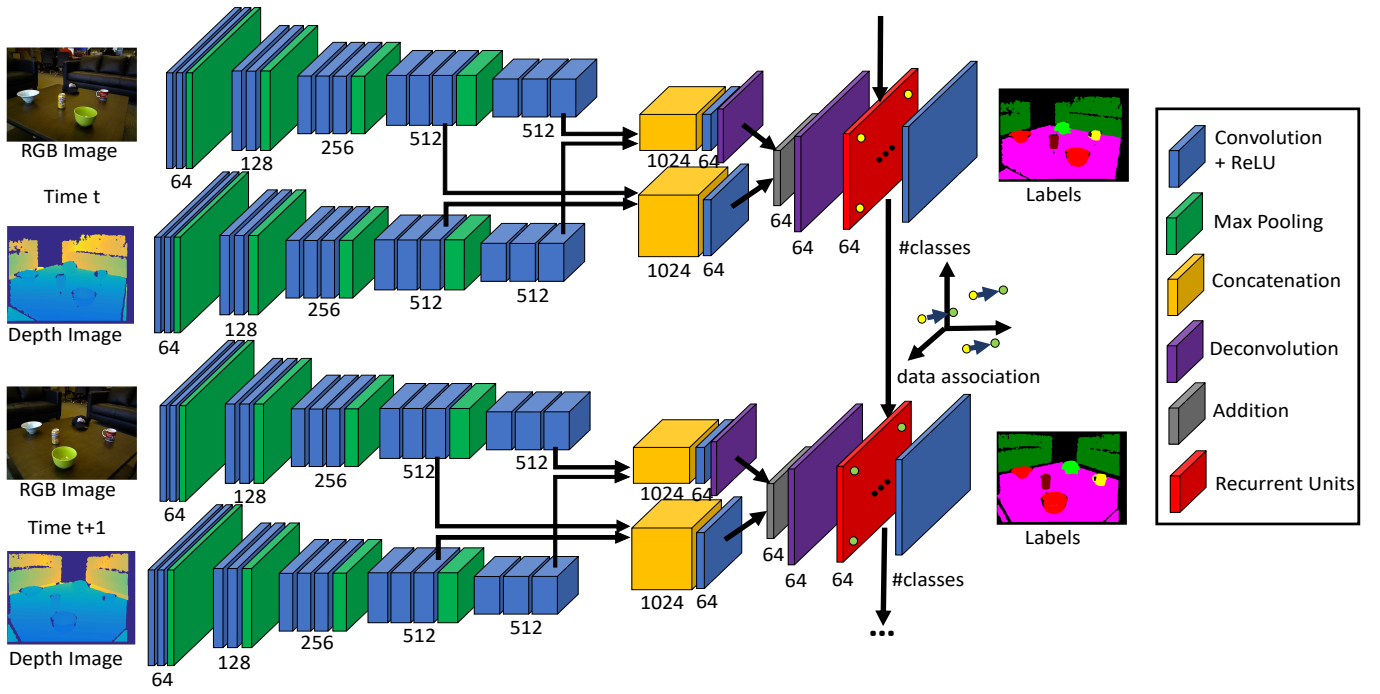 RGB Image
Time t
Depth Image
64
128
256
512
512
64
128
256
512
512
1024
64
1024
64
64
64
64
#classes
Labels
data association
RGB Image
Time t+1
Depth Image
64
128
256
512
512
64
128
256
512
512
1024
64
1024
64
64
64
64
#classes
Labels
Convolution
+ ReLU
Max Pooling
Concatenation
Deconvolution
Addition
Recurrent Units